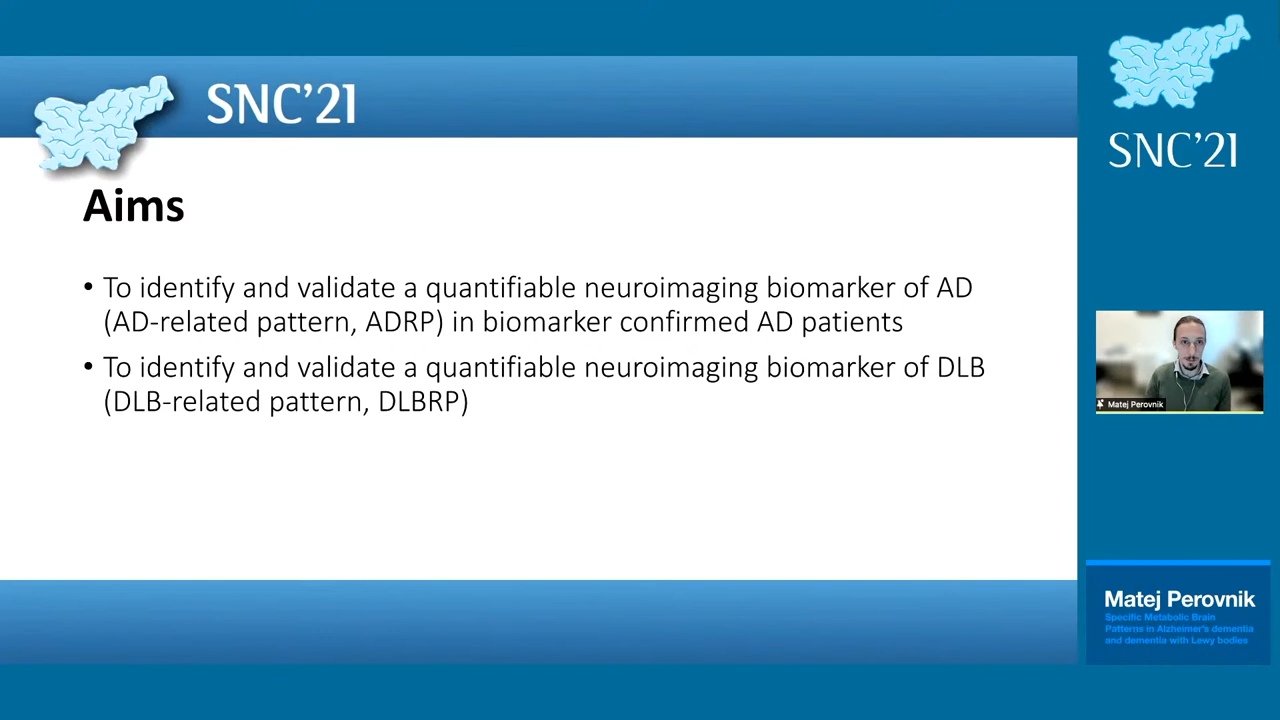 SNC'21
Aims
• To identify and validate a quantifiable neuroimaging biomarker of AD
(AD-related pattern, ADRP) in biomarker confirmed AD patients
• To identify and validate a quantifiable neuroimaging biomarker of DLB
(DLB-related pattern, DLBRP)
SNC'21
Matej Perovnik
Matej Perovnik
Specific Metabolic Brain
Patterns in Alzheimer's dementia
and dementia with Lewy bodies